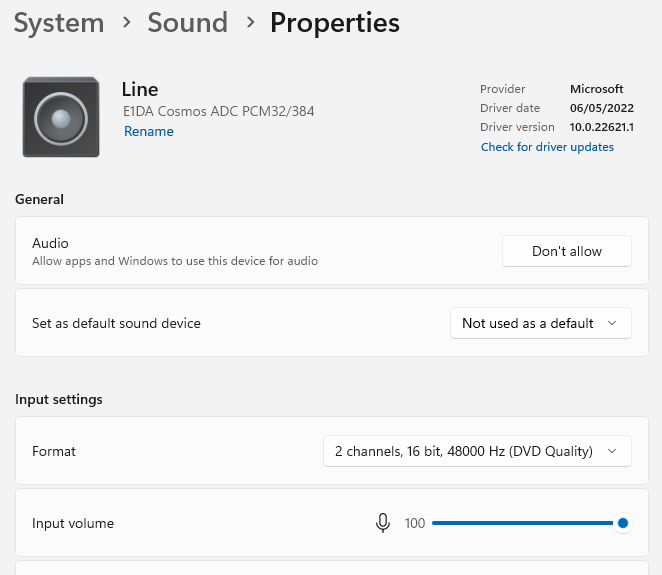 System > Sound > Properties
Line
E1DA Cosmos ADC PCM32/384
Rename
Provider Microsoft
Driver date 06/05/2022
Driver version 10.0.22621.1
Check for driver updates
General
Audio
Allow apps and Windows to use this device for audio
Don't allow
Set as default sound device
Not used as a default
Input settings
Format
2 channels, 16 bit, 48000 Hz (DVD Quality)
Input volume
100